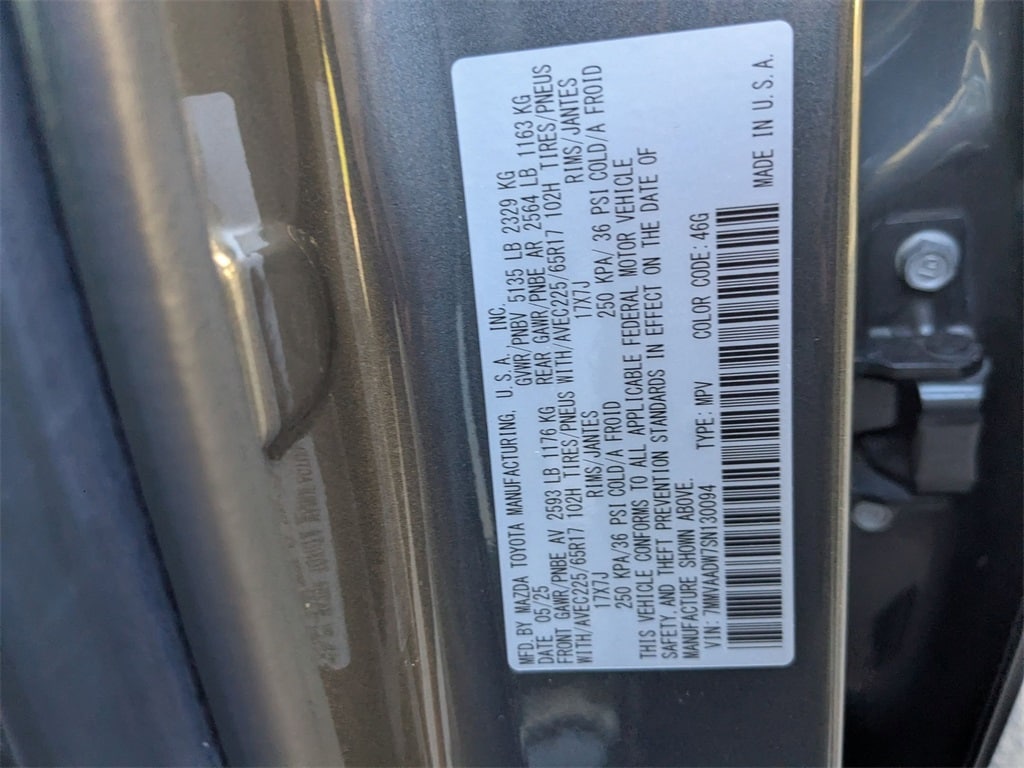 MFD. BY MAZDA TOYOTA MANUFACTURING, U.S.A., INC.
DATE 05/25 GVWR/PNBV 5135 LB 2329 KG
FRONT GAWR/PNBE AV 2593 LB 1176 KG REAR GAWR/PNBE AR 2564 LB 1163 KG
WITH/AVEC225/65R17 102H TIRES/PNEUS WITH/AVEC225/65R17 102H TIRES/PNEUS
17X7J RIMS/JANTES 17X7J RIMS/JANTES
250 KPA/36 PSI COLD/A FROID 250 KPA/36 PSI COLD/A FROID
THIS VEHICLE CONFORMS TO ALL APPLICABLE FEDERAL MOTOR VEHICLE
SAFETY AND THEFT PREVENTION STANDARDS IN EFFECT ON THE DATE OF
MANUFACTURE SHOWN ABOVE.
VIN: 7MMVAADW7SN130094 TYPE: MPV COLOR CODE: 46G
MADE IN U.S.A.